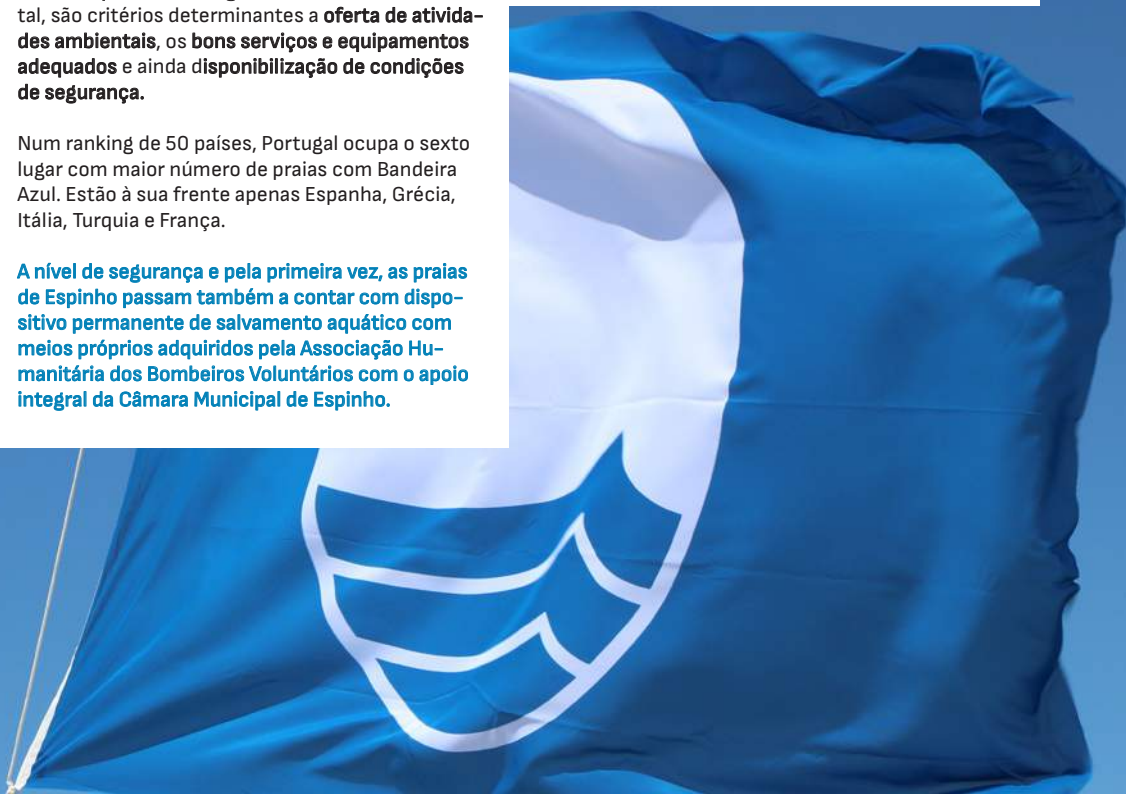 tal, são critérios determinantes a oferta de ativida-
des ambientais, os bons serviços e equipamentos
adequados e ainda disponibilização de condições
de segurança.
Num ranking de 50 países, Portugal ocupa o sexto
lugar com maior número de praias com Bandeira
Azul. Estão à sua frente apenas Espanha, Grécia,
Itália, Turquia e França.
A nível de segurança e pela primeira vez, as praias
de Espinho passam também a contar com dispo-
sitivo permanente de salvamento aquático com
meios próprios adquiridos pela Associação Hu-
manitária dos Bombeiros Voluntários com o apoio
integral da Câmara Municipal de Espinho.